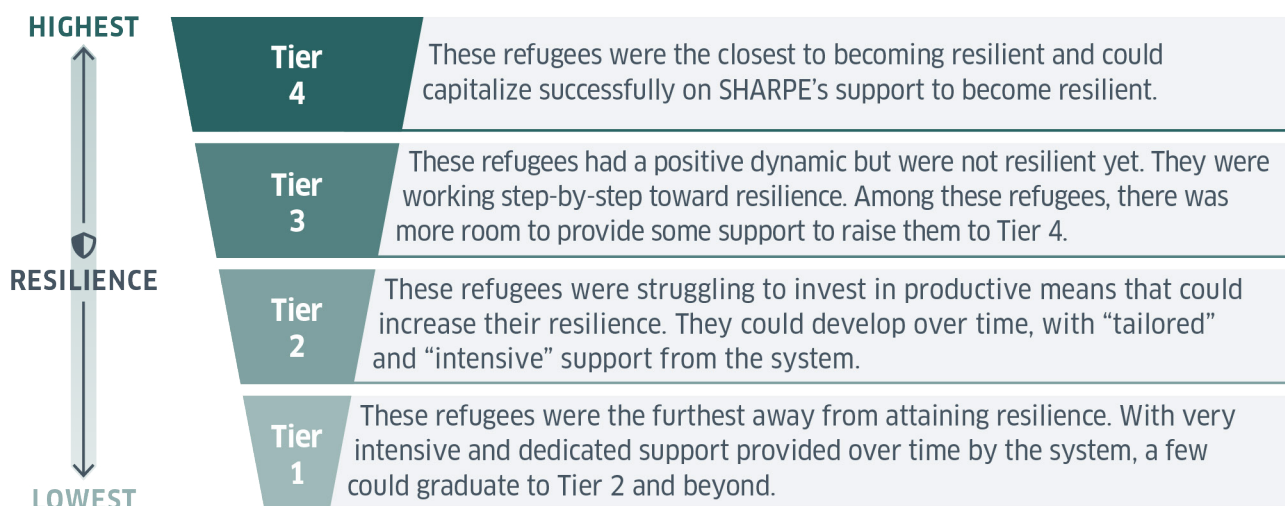 HIGHEST
Tier
4
These refugees were the closest to becoming resilient and could
capitalize successfully on SHARPE’s support to become resilient.
Tier
3
These refugees had a positive dynamic but were not resilient yet. They were
working step-by-step toward resilience. Among these refugees, there was
more room to provide some support to raise them to Tier 4.
RESILIENCE
Tier
2
These refugees were struggling to invest in productive means that could
increase their resilience. They could develop over time, with “tailored”
and “intensive” support from the system.
Tier
1
These refugees were the furthest away from attaining resilience. With very
intensive and dedicated support provided over time by the system, a few
could graduate to Tier 2 and beyond.
LOWEST